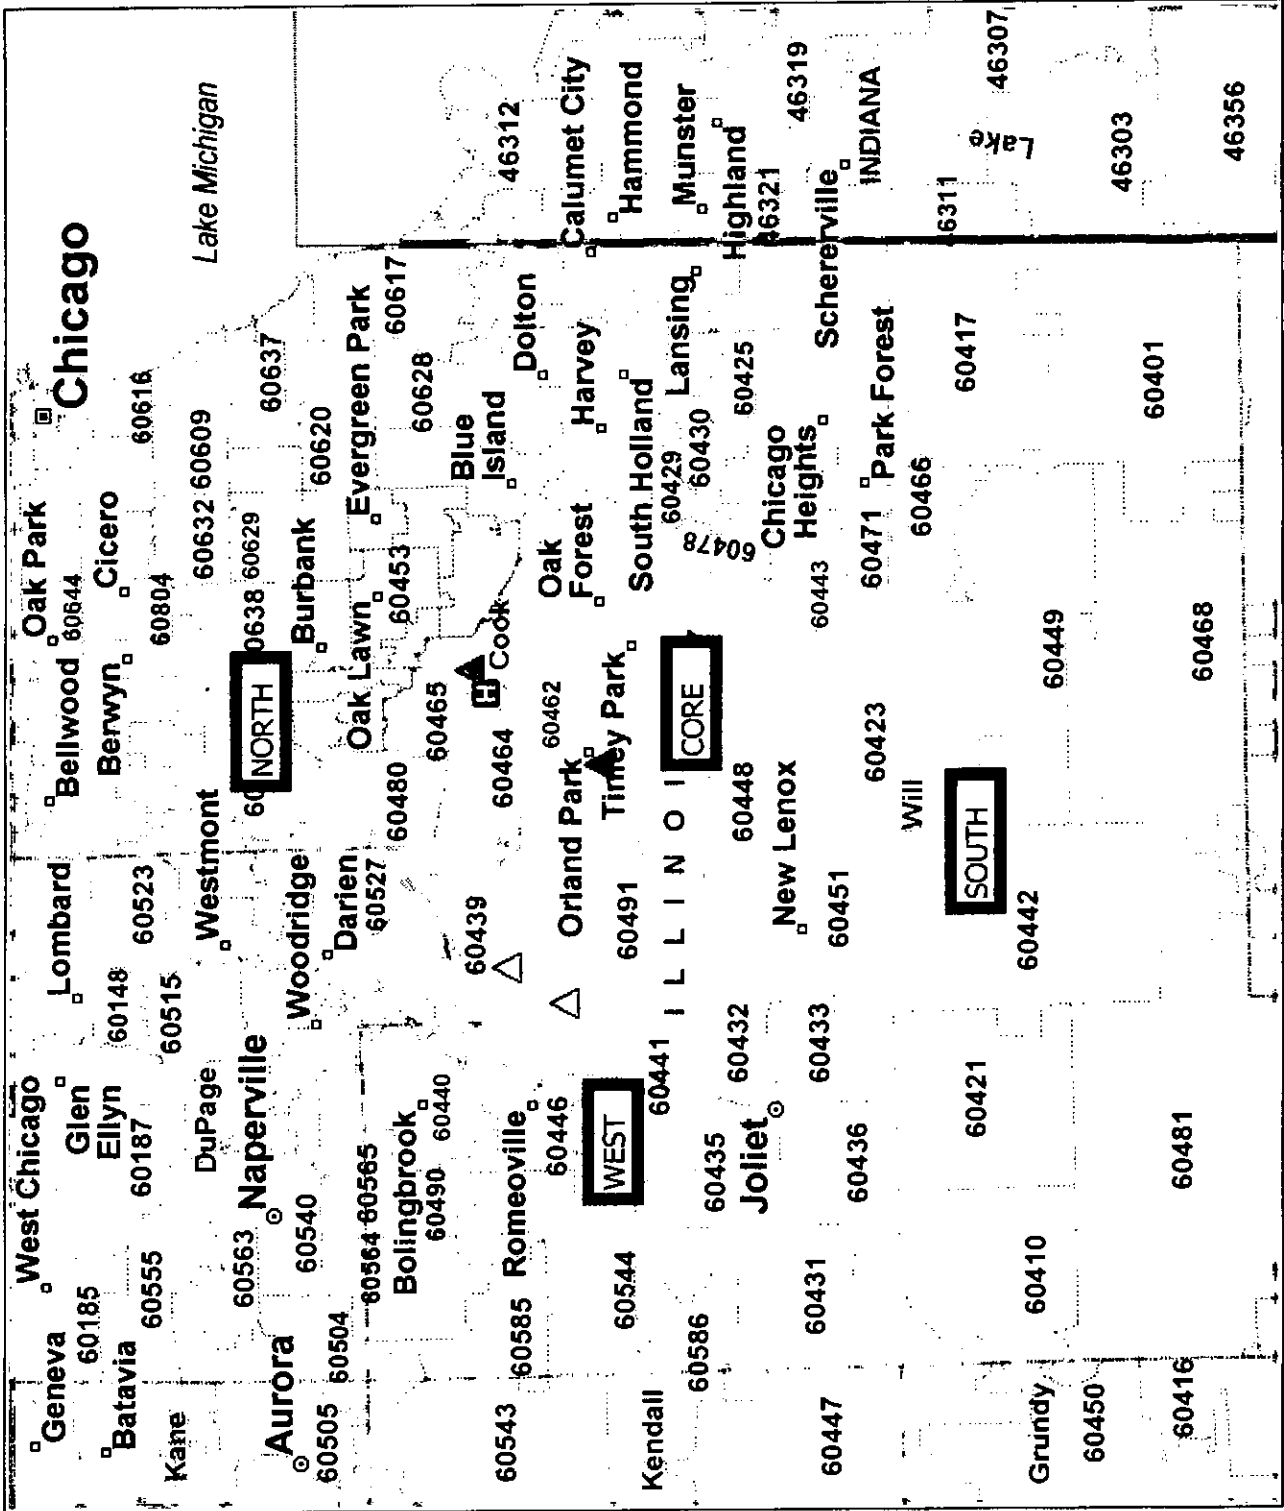 Geneva
West Chicago
Lombard
Bellwood
Oak Park
Chicago
60185
Glen
Ellyn
60644
Batavia
60148
Berwyn
Cicero
60555
60187
60523
60804
60616
Kane
60515
Lake Michigan
DuPage
Westmont
60632
60609
60563
Naperville
NORTH
0638
60629
60637
Aurora
60540
Woodridge
Burbank
60620
60505
60504
Darien
Oak Lawn
Evergreen Park
60564
60565
60527
60480
60453
60617
Bolingbrook
60490
60440
60465
60628
60439
H
Cook
Blue
Island
60543
60585
Romeoville
60464
46312
Dolton
60446
60462
Oak
Forest
Orland Park
Harvey
Calumet City
60544
WEST
60491
Tinley Park
South Holland
Hammond
Kendall
60441
I L L I N O I
CORE
60429
Lansing
Munster
60586
60435
60430
Highland
60432
60448
60478
60425
46321
Joliet
New Lenox
Chicago
Heights
46319
60447
60431
60436
60433
60451
60443
Schererville
60423
60471
Park Forest
INDIANA
Will
60466
46311
60421
SOUTH
60417
46307
Lake
Grundy
60410
60442
60449
60450
46303
60416
60481
60468
60401
46356